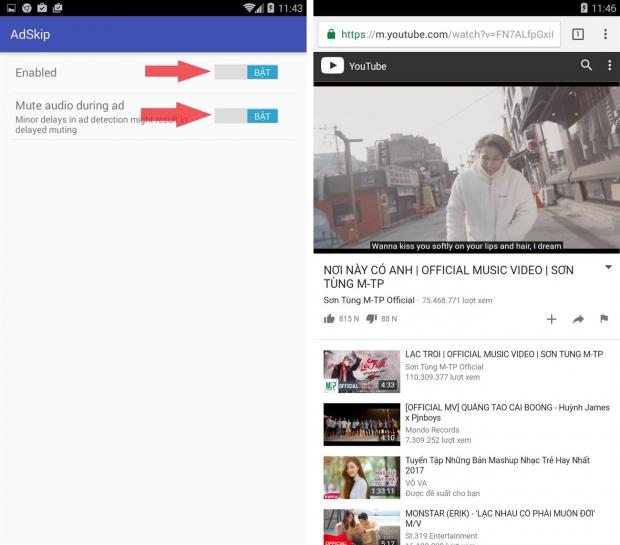 11:43
AdSkip
Enabled
BẬT
Mute audio during ad
BẬT
Minor delays in ad detection might result in
delayed muting
11:46
https://m.youtube.com/watch?v=FN7ALfpGxiI
1
YouTube
Wanna kiss you softly on your lips and hair, I dream
NƠI NÀY CÓ ANH | OFFICIAL MUSIC VIDEO | SƠN
TÙNG M-TP
Sơn Tùng M-TP Official · 75.468.771 lượt xem
815 N
88 N
LẠC TRÔI | OFFICIAL MUSIC VIDEO | SƠN TÙNG M-TP
Sơn Tùng M-TP Official
110.309.377 lượt xem
OFFICIAL
4:33
[OFFICIAL MV] QUẢNG TAO CÁI BOONG - Huỳnh James
x Pjnboys
Mondo Records
7.309.252 lượt xem
4:10
Tuyển Tập Những Bản Mashup Nhạc Trẻ Hay Nhất
2017
VÔ VA
Được đề xuất cho bạn
1:33:11
MONSTAR (ERIK) - 'LẠC NHAU CÓ PHẢI MUÔN ĐỜI'
M/V
St.319 Entertainment
OFFICIAL
5:17